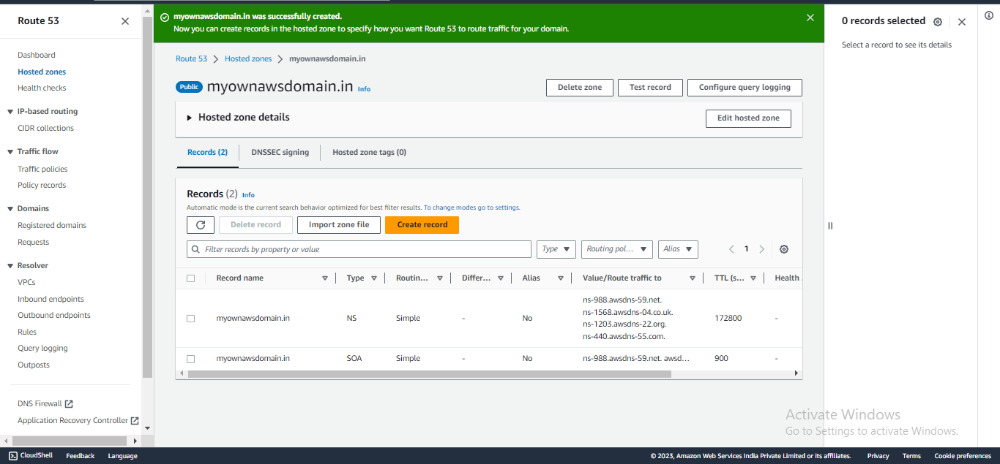 Route 53
Dashboard
Hosted zones
Health checks
IP-based routing
CIDR collections
Traffic flow
Traffic policies
Policy records
Domains
Registered domains
Requests
Resolver
VPCs
Inbound endpoints
Outbound endpoints
Rules
Query logging
Outposts
DNS Firewall
Application Recovery Controller
myownawsdomain.in was successfully created.
Now you can create records in the hosted zone to specify how you want Route 53 to route traffic for your domain.
Route 53 > Hosted zones > myownawsdomain.in
Public myownawsdomain.in Info
Delete zone Test record Configure query logging
Hosted zone details Edit hosted zone
Records (2) DNSSEC signing Hosted zone tags (0)
Records (2) Info
Automatic mode is the current search behavior optimized for best filter results. To change modes go to settings.
Delete record Import zone file Create record
Filter records by property or value Type Routing pol... Alias 1
Record name Type Routin... Differ... Alias Value/Route traffic to TTL (s... Health
ns-988.awsdns-59.net.
ns-1568.awsdns-04.co.uk.
myownawsdomain.in NS Simple - No 172800 -
ns-1203.awsdns-22.org.
ns-440.awsdns-55.com.
myownawsdomain.in SOA Simple - No ns-988.awsdns-59.net. awsd... 900 -
0 records selected
Select a record to see its details
Activate Windows
Go to Settings to activate Windows.
CloudShell Feedback Language © 2023, Amazon Web Services India Private Limited or its affiliates. Privacy Terms Cookie preferences